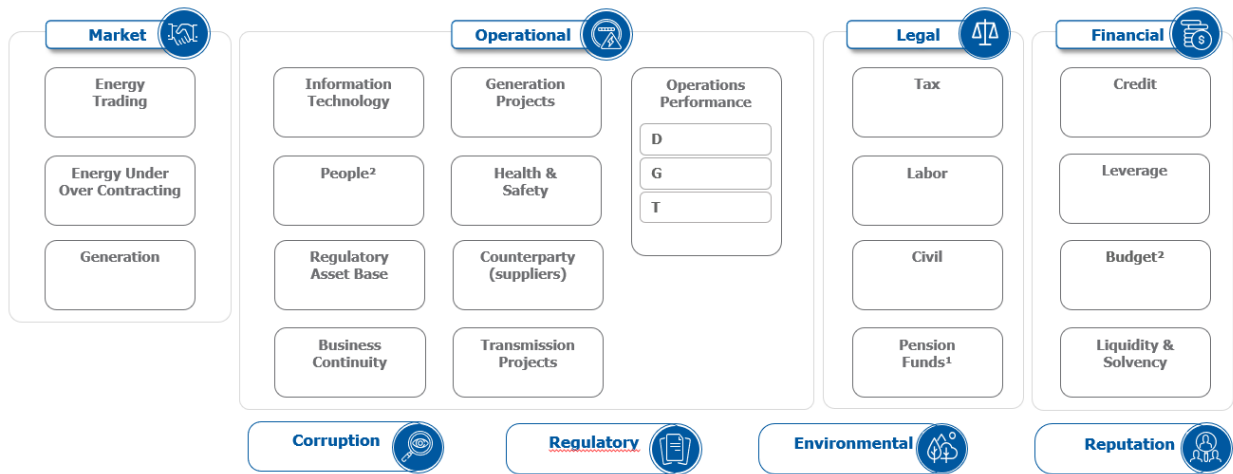 Market
Operational
Legal
Financial
Energy
Trading
Energy Under
Over Contracting
Generation
Information
Technology
People²
Regulatory
Asset Base
Business
Continuity
Generation
Projects
Health &
Safety
Counterparty
(suppliers)
Transmission
Projects
Operations
Performance
D
G
T
Tax
Labor
Civil
Pension
Funds¹
Credit
Leverage
Budget²
Liquidity &
Solvency
Corruption
Regulatory
Environmental
Reputation